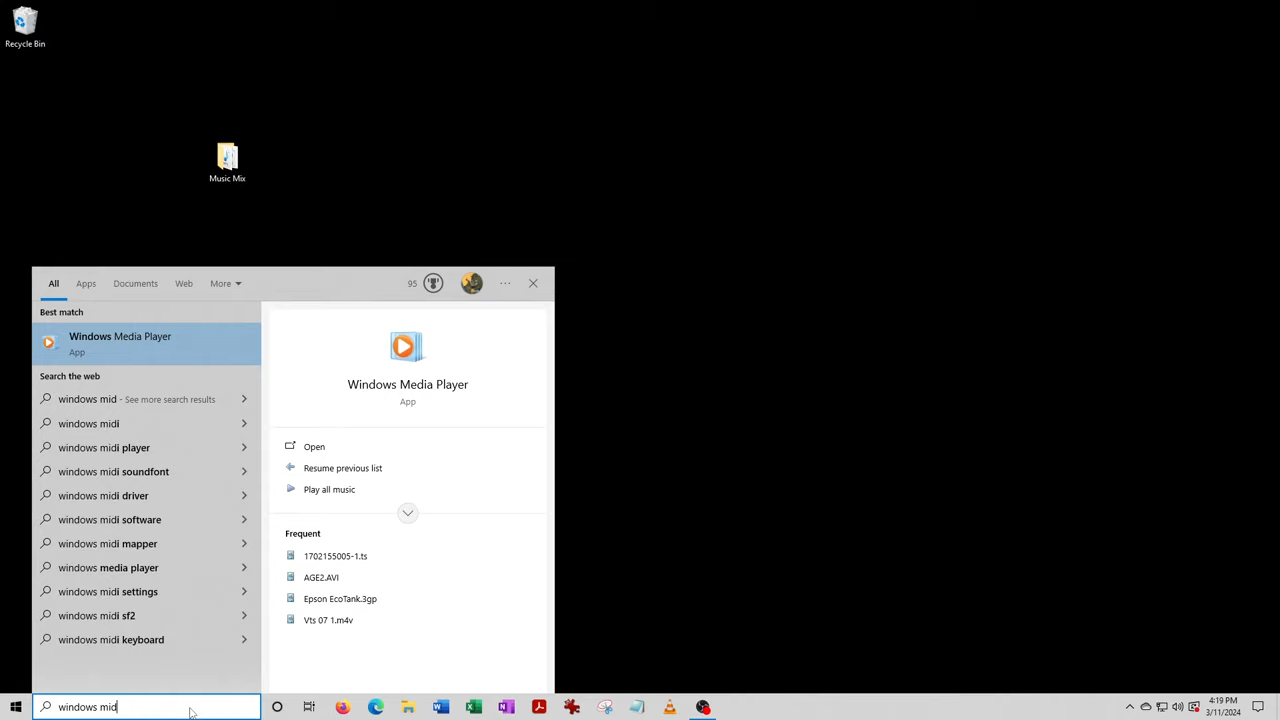 Recycle Bin
Music Mix
All Apps Documents Web More 95 ...
Best match
Windows Media Player
App
Search the web
windows mid - See more search results
windows midi
windows midi player
windows midi soundfont
windows midi driver
windows midi software
windows midi mapper
windows media player
windows midi settings
windows midi sf2
windows midi keyboard
Windows Media Player
App
Open
Resume previous list
Play all music
Frequent
1702155005-1.ts
AGE2.AVI
Epson EcoTank.3gp
Vts 07 1.m4v
windows mid
4:19 PM
3/11/2024